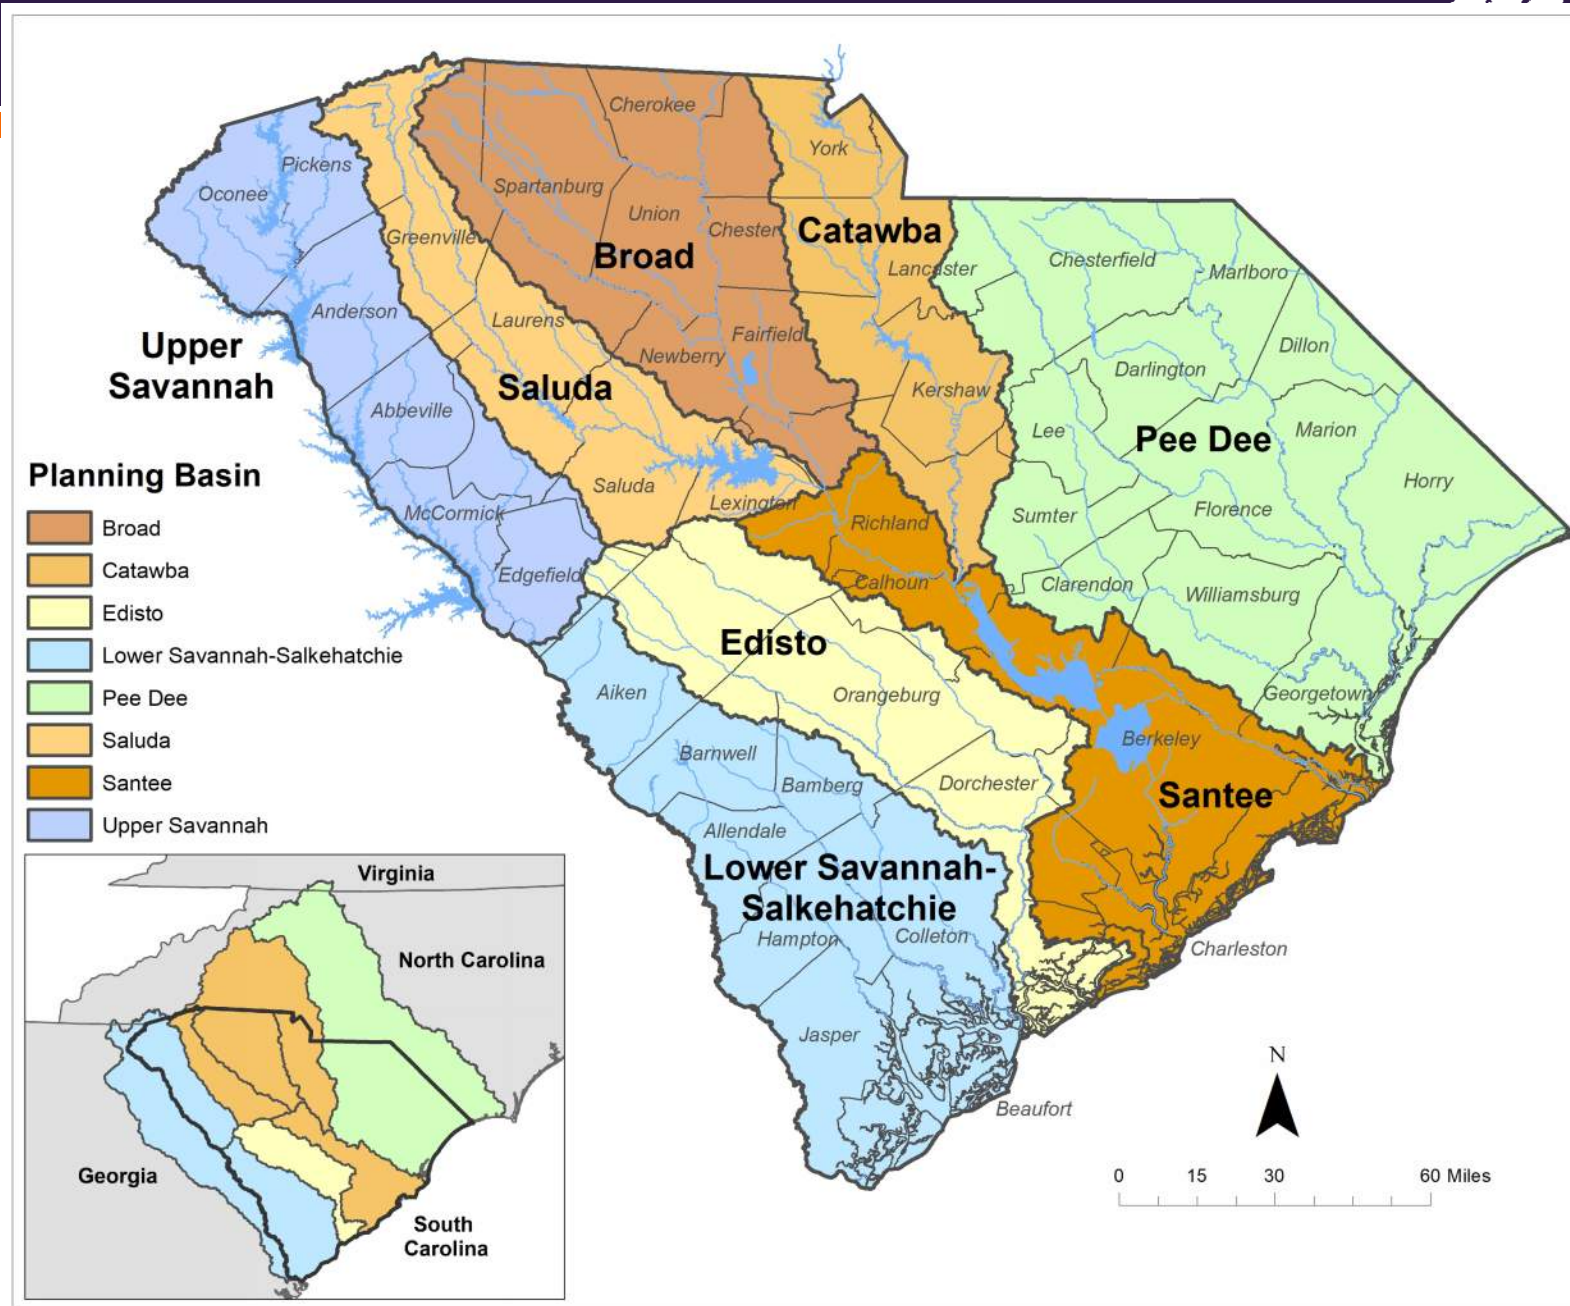 Cherokee
York
Pickens
Oconee
Spartanburg
Union
Chester
Catawba
Greenville
Broad
Lancaster
Chesterfield
Marlboro
Anderson
Laurens
Fairfield
Upper
Savannah
Newberry
Dillon
Darlington
Saluda
Kershaw
Abbeville
Lee
Pee Dee
Marion
Planning Basin
Saluda
Horry
McCormick
Lexington
Richland
Sumter
Florence
Broad
Catawba
Edisto
Lower Savannah-Salkehatchie
Pee Dee
Saluda
Santee
Upper Savannah
Edgefield
Calhoun
Clarendon
Williamsburg
Edisto
Aiken
Orangeburg
Georgetown
Barnwell
Berkeley
Bamberg
Dorchester
Santee
Allendale
Lower Savannah-
Salkehatchie
Hampton
Colleton
Charleston
Jasper
Beaufort
Virginia
North Carolina
Georgia
South
Carolina
N
0 15 30 60 Miles